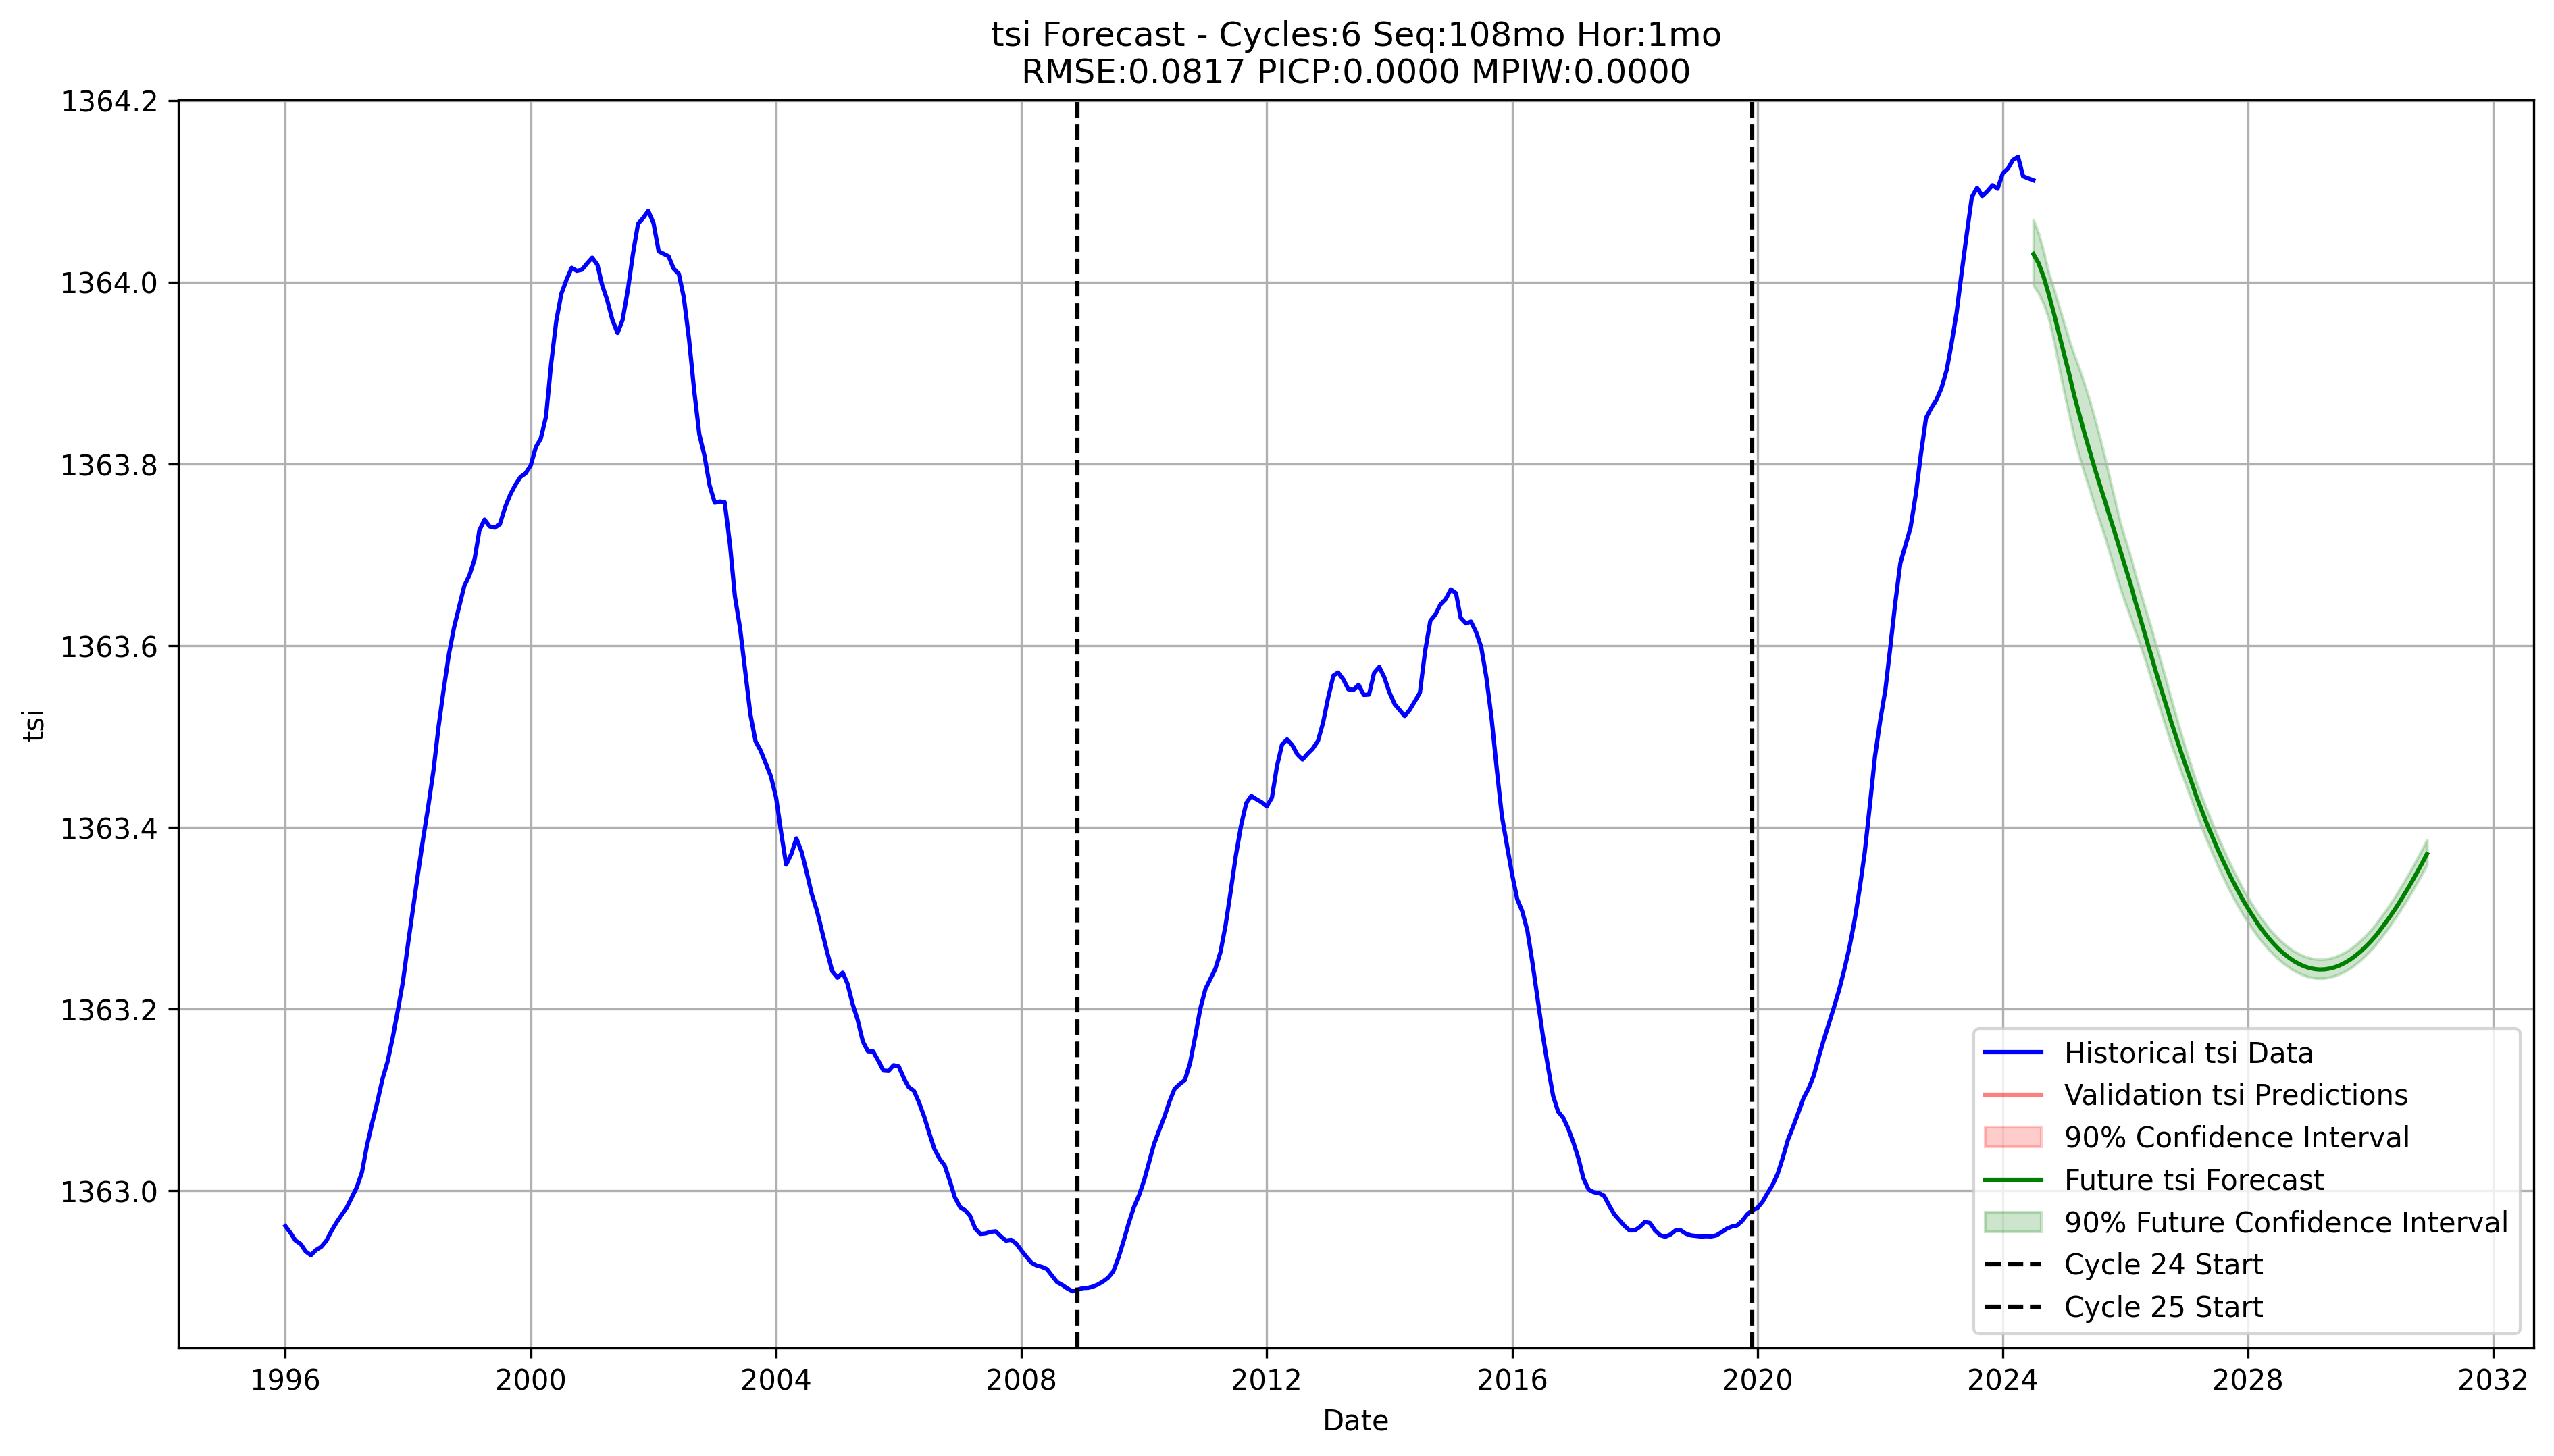 tsi Forecast - Cycles:6 Seq:108mo Hor:1mo
RMSE:0.0817 PICP:0.0000 MPIW:0.0000
1364.2
1364.0
1363.8
1363.6
1363.4
1363.2
1363.0
tsi
1996
2000
2004
2008
2012
2016
2020
2024
2028
2032
Date
Historical tsi Data
Validation tsi Predictions
90% Confidence Interval
Future tsi Forecast
90% Future Confidence Interval
Cycle 24 Start
Cycle 25 Start